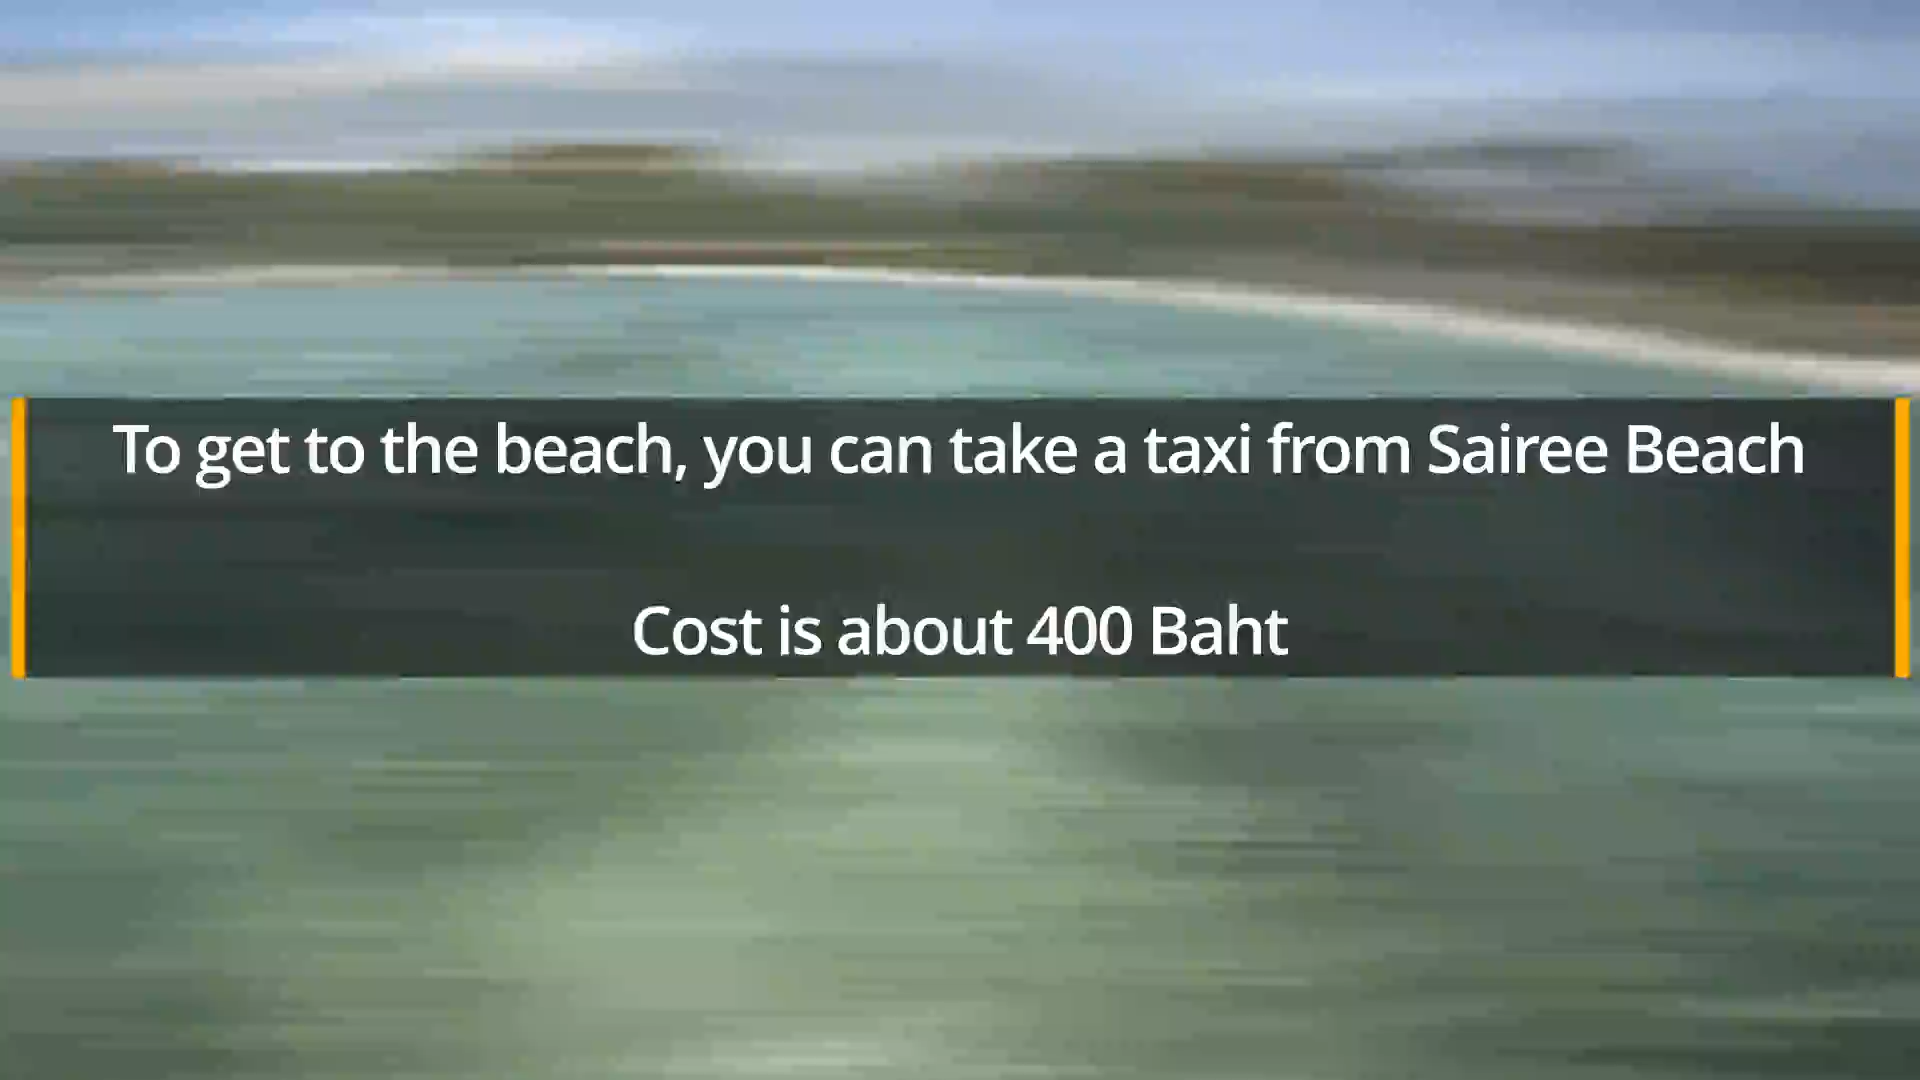 To get to the beach, you can take a taxi from Sairee Beach
Cost is about 400 Baht